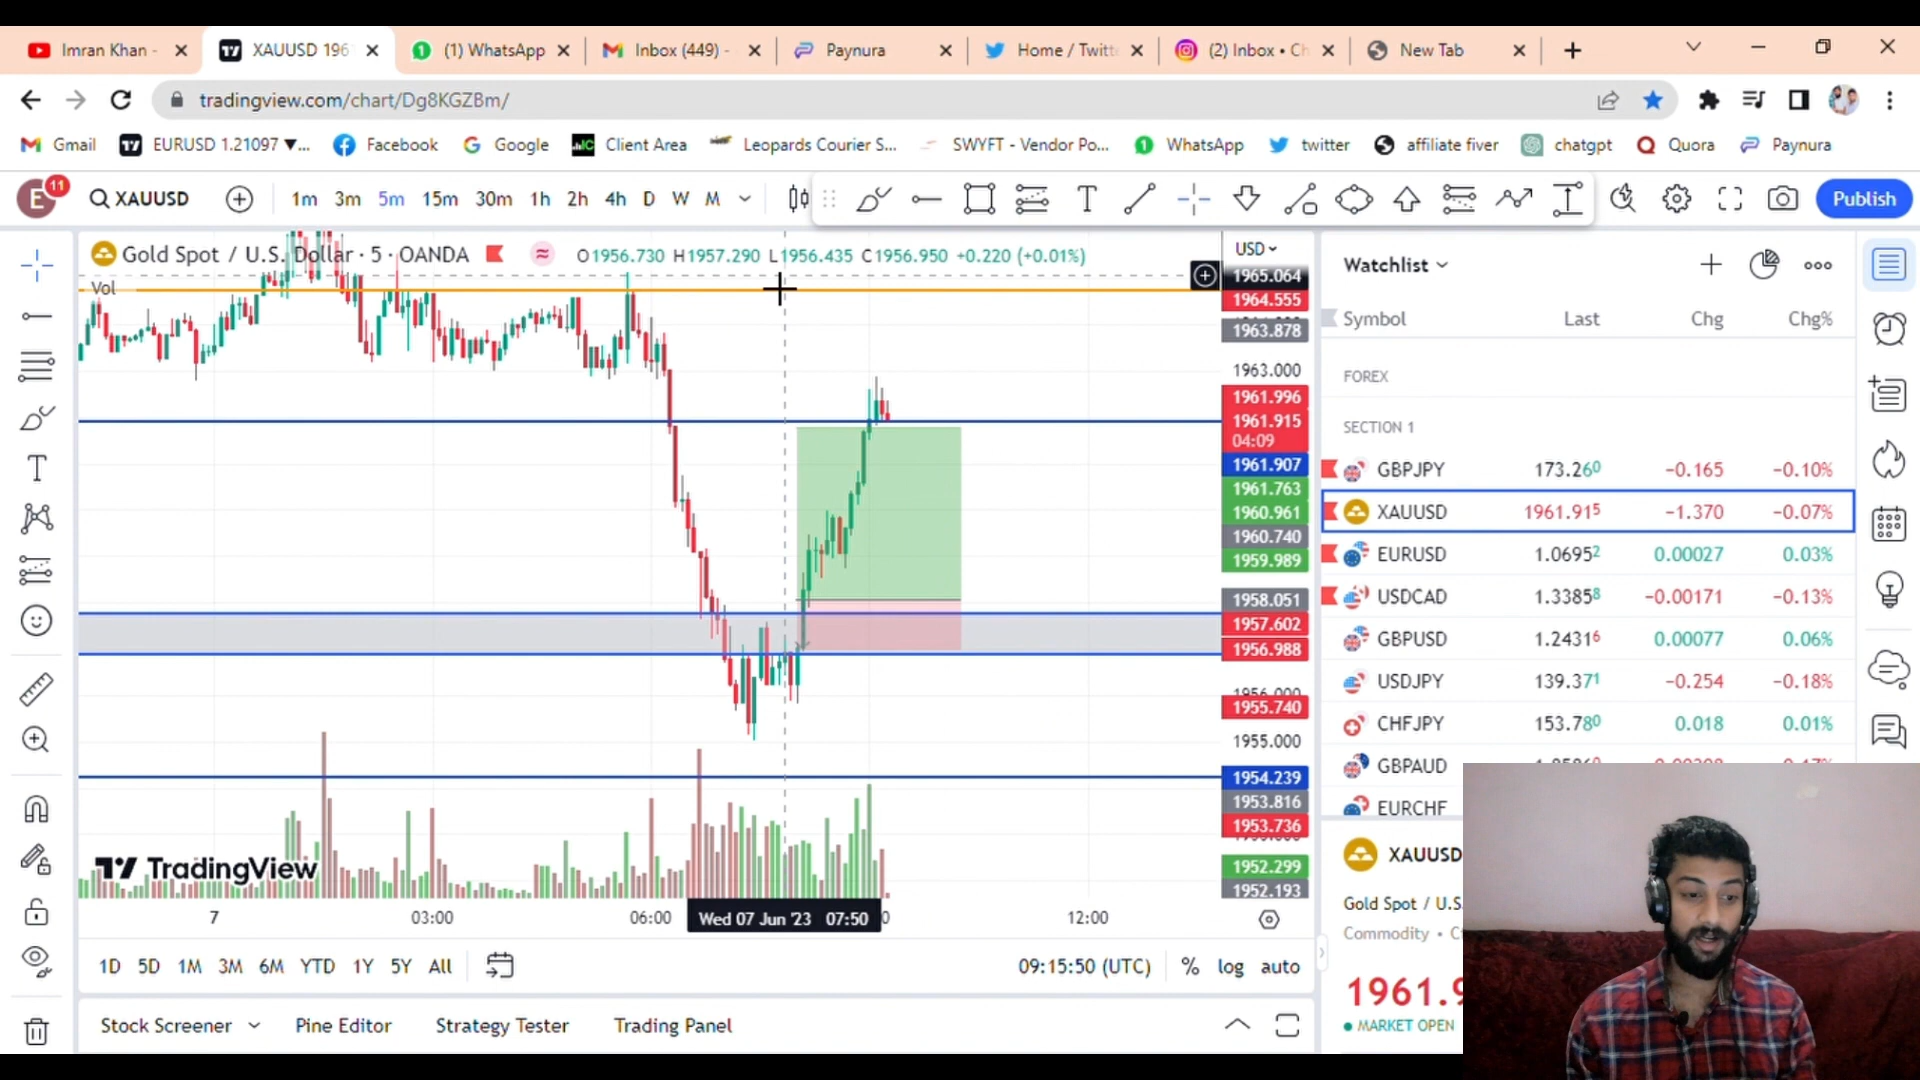 Imran Khan -
XAUUSD 196
(1) WhatsApp
Inbox (449) -
Paynura
Home / Twitt
(2) Inbox • Ch
New Tab
tradingview.com/chart/Dg8KGZBm/
Gmail
EURUSD 1.21097 ▼...
Facebook
Google
Client Area
Leopards Courier S...
SWYFT - Vendor Po...
WhatsApp
twitter
affiliate fiver
chatgpt
Quora
Paynura
E
11
XAUUSD
1m 3m 5m 15m 30m 1h 2h 4h D W M
Publish
Gold Spot / U.S. Dollar · 5 · OANDA
O1956.730 H1957.290 L1956.435 C1956.950 +0.220 (+0.01%)
Vol
USD
1965.064
1964.555
1963.878
1963.000
1961.996
1961.915
04:09
1961.907
1961.763
1960.961
1960.740
1959.989
1958.051
1957.602
1956.988
1956.000
1955.740
1955.000
1954.239
1953.816
1953.736
1952.299
1952.193
TradingView
7
03:00
06:00
Wed 07 Jun '23 07:50
12:00
1D 5D 1M 3M 6M YTD 1Y 5Y All
09:15:50 (UTC)
% log auto
Stock Screener
Pine Editor
Strategy Tester
Trading Panel
Watchlist
Symbol Last Chg Chg%
FOREX
SECTION 1
GBPJPY 173.260 −0.165 −0.10%
XAUUSD 1961.915 −1.370 −0.07%
EURUSD 1.06952 0.00027 0.03%
USDCAD 1.33858 −0.00171 −0.13%
GBPUSD 1.24316 0.00077 0.06%
USDJPY 139.371 −0.254 −0.18%
CHFJPY 153.780 0.018 0.01%
GBPAUD
EURCHF
XAUUSD
Gold Spot / U.S.
Commodity •
1961.9
MARKET OPEN